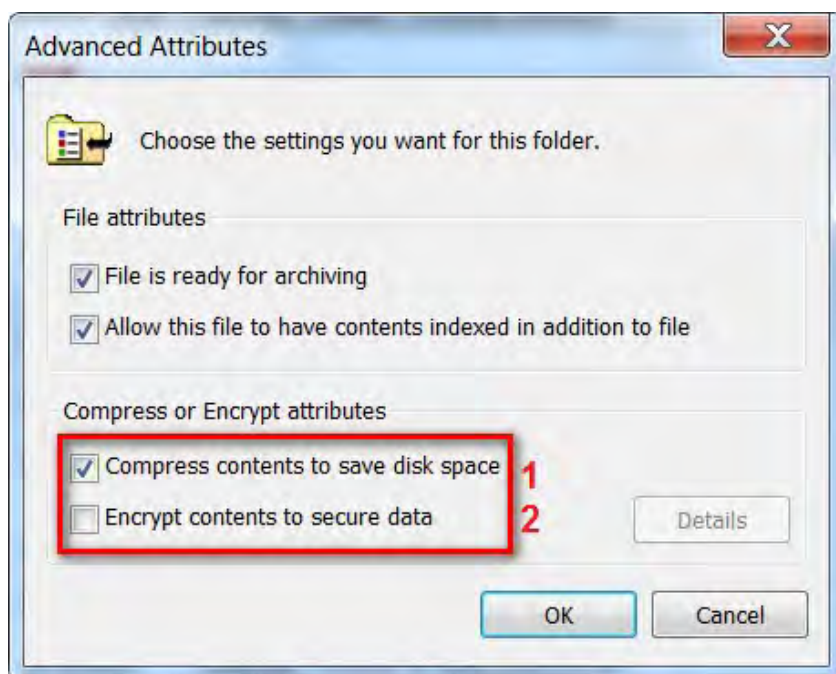 Advanced Attributes
Choose the settings you want for this folder.
File attributes
File is ready for archiving
Allow this file to have contents indexed in addition to file
Compress or Encrypt attributes
Compress contents to save disk space 1
Encrypt contents to secure data 2
Details
OK Cancel